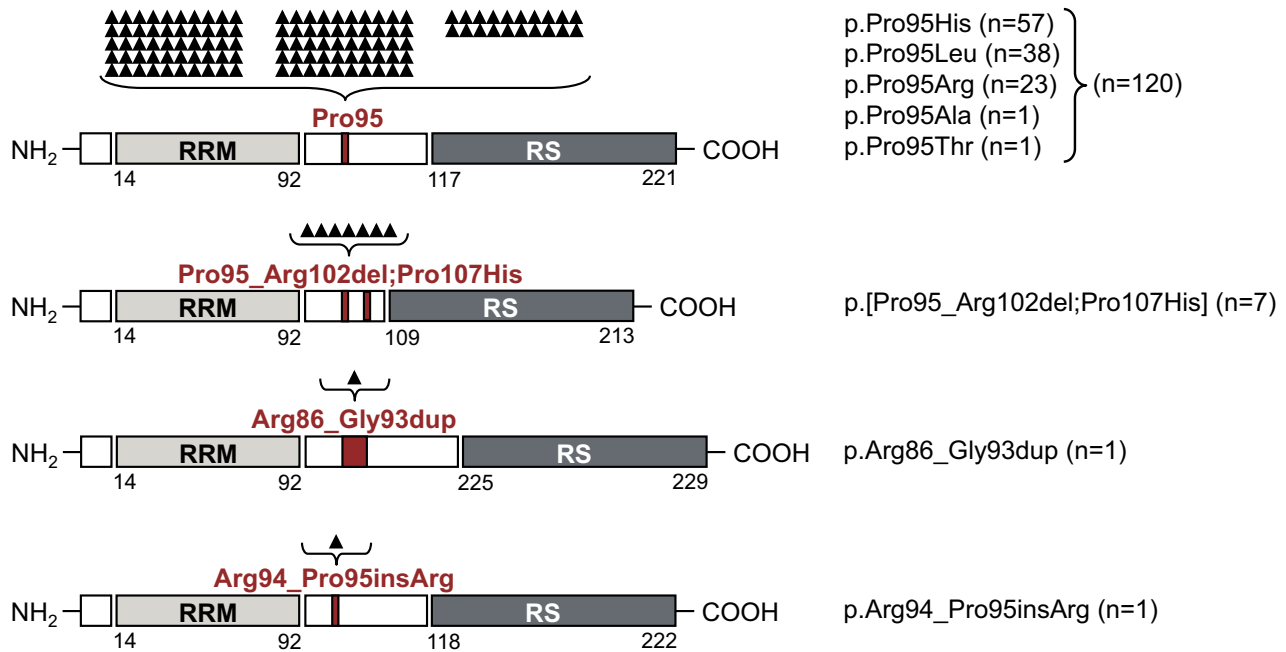 p.Pro95His (n=57)
p.Pro95Leu (n=38)
p.Pro95Arg (n=23)
p.Pro95Ala (n=1)
p.Pro95Thr (n=1)
(n=120)
Pro95
NH2 RRM RS COOH
14 92 117 221
Pro95_Arg102del;Pro107His
NH2 RRM RS COOH
14 92 109 213
p.[Pro95_Arg102del;Pro107His] (n=7)
Arg86_Gly93dup
NH2 RRM RS COOH
14 92 225 229
p.Arg86_Gly93dup (n=1)
Arg94_Pro95insArg
NH2 RRM RS COOH
14 92 118 222
p.Arg94_Pro95insArg (n=1)